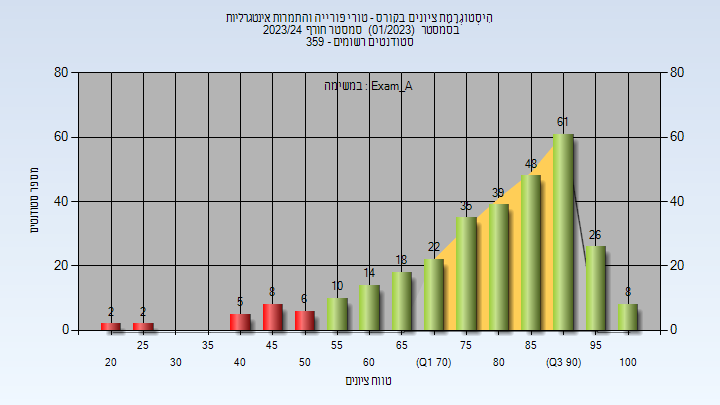 היסטוגרמת ציונים בקורס - טורי פורייה והתמרות אינטגרליות
בסמסטר (01/2023) סמסטר חורף 2023/24
סטודנטים רשומים - 359
במשימה : Exam_A
מספר סטודנטים
80 80
60 60
40 40
20 20
0 0
2 2 5 8 6 10 14 18 22 35 39 48 61 26 8
25 35 45 55 65 75 85 95
20 30 40 50 60 (Q1 70) 80 (Q3 90) 100
טווח ציונים